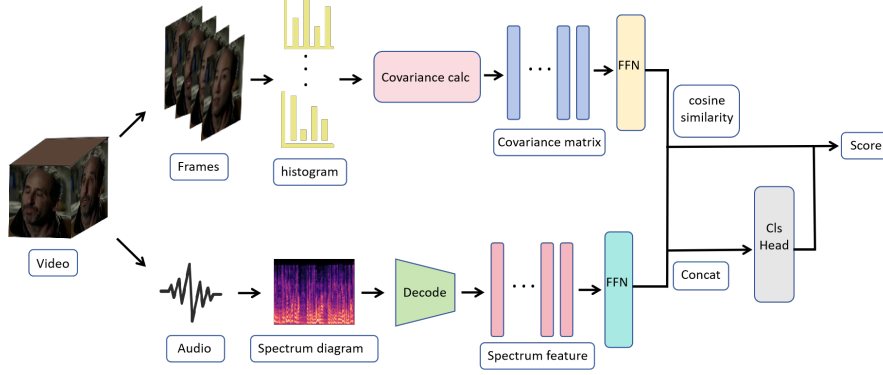 Frames
histogram
Covariance calc
Covariance matrix
FFN
cosine
similarity
Score
Video
Audio
Spectrum diagram
Decode
Spectrum feature
FFN
Concat
Cls
Head